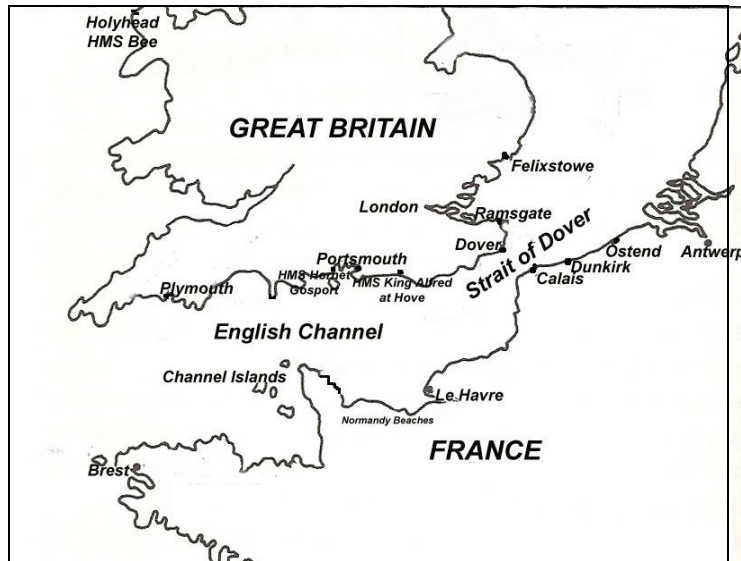 Holyhead
HMS Bee
GREAT BRITAIN
Felixstowe
London
Ramsgate
Strait of Dover
Dover
Ostend
Antwerp
Portsmouth
Dunkirk
Calais
HMS Hornet
Gosport
HMS King Alfred
at Hove
Plymouth
English Channel
Channel Islands
Le Havre
Normandy Beaches
FRANCE
Brest